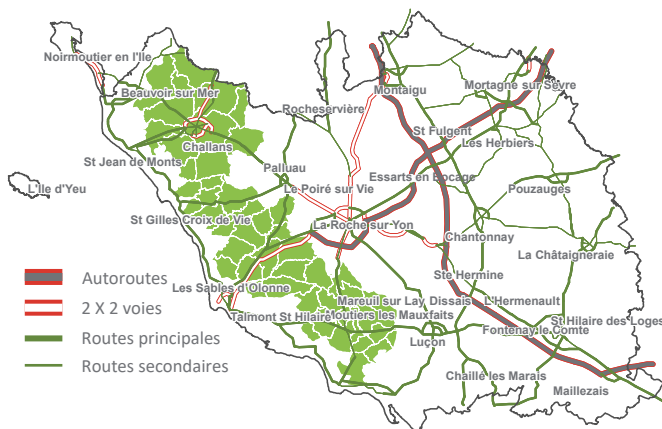 Noirmoutier en l'Ile
Montaigu
Mortagne sur Sèvre
Beauvoir sur Mer
Rocheservière
St Fulgent
Les Herbiers
Challans
St Jean de Monts
Palluau
Essarts en Bocage
L'Ile d'Yeu
Le Poiré sur Vie
Pouzauges
St Gilles Croix de Vie
La Roche sur Yon
Chantonnay
La Châtaigneraie
Autoroutes
Ste Hermine
Les Sables d'Olonne
2 X 2 voies
Mareuil sur Lay Dissais
L'Hermenault
Talmont St Hilaire
Moutiers les Mauxfaits
St Hilaire des Loges
Fontenay le Comte
Routes principales
Luçon
Routes secondaires
Chaillé les Marais
Maillezais